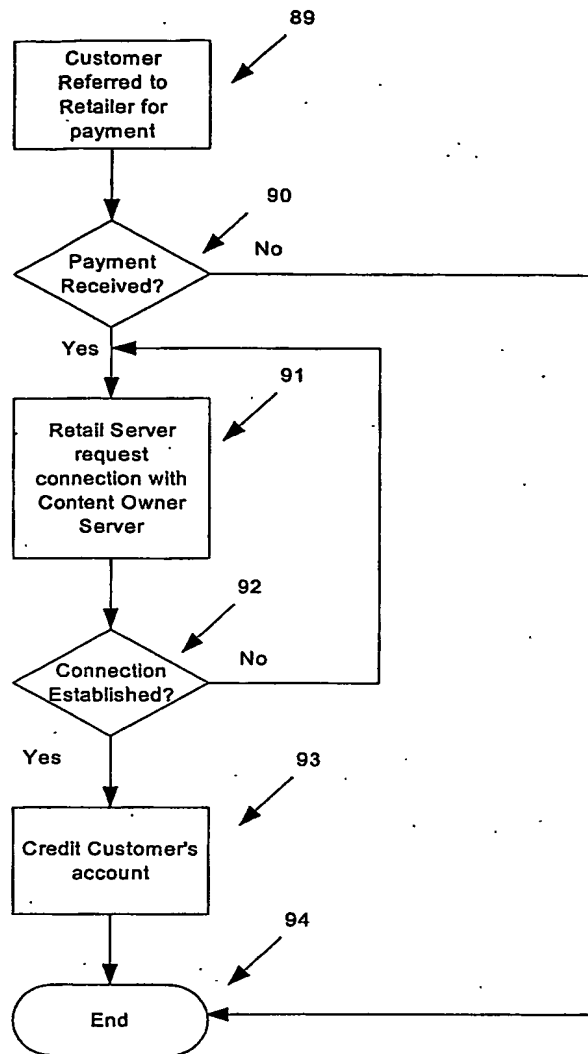 89
Customer
Referred to
Retailer for
payment
90
Payment
Received?
No
Yes
91
Retail Server
request
connection with
Content Owner
Server
92
Connection
Established?
No
Yes
93
Credit Customer's
account
94
End